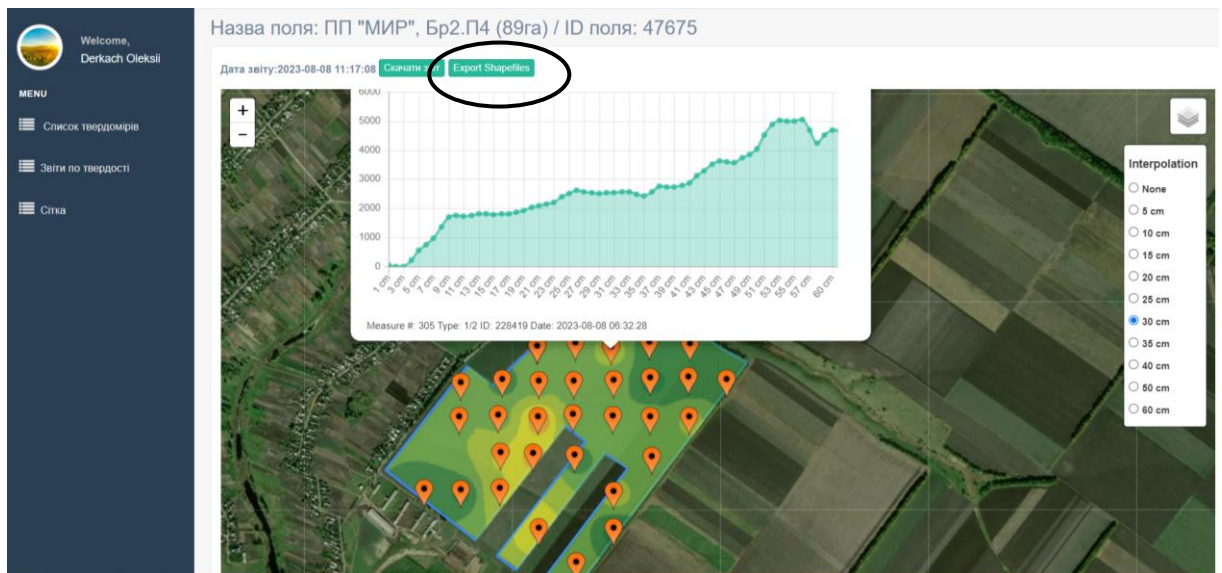 Назва поля: ПП "МИР", Бр2.П4 (89га) / ID поля: 47675
Welcome,
Derkach Oleksii
MENU
Список твердомірів
Звіти по твердості
Сітка
Дата звіту:2023-08-08 11:17:08
Скачати звіт
Export Shapefiles
+
−
6000
5000
4000
3000
2000
1000
0
1 cm
3 cm
5 cm
7 cm
9 cm
11 cm
13 cm
15 cm
17 cm
19 cm
21 cm
23 cm
25 cm
27 cm
29 cm
31 cm
33 cm
35 cm
37 cm
39 cm
41 cm
43 cm
45 cm
47 cm
49 cm
51 cm
53 cm
55 cm
57 cm
60 cm
Measure #: 305 Type: 1/2 ID: 228419 Date: 2023-08-08 06:32:28
Interpolation
None
5 cm
10 cm
15 cm
20 cm
25 cm
30 cm
35 cm
40 cm
50 cm
60 cm